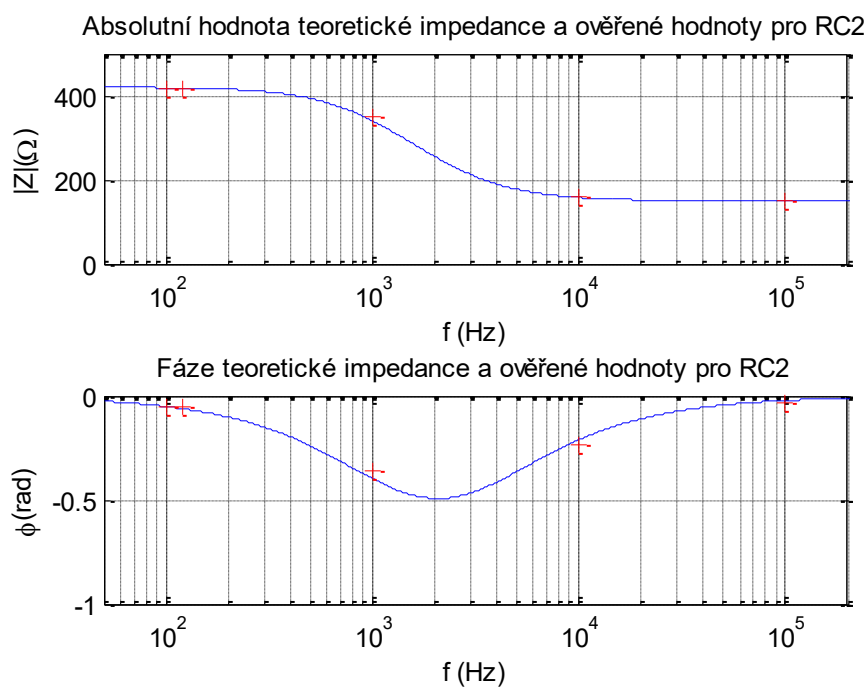 Absolutní hodnota teoretické impedance a ověřené hodnoty pro RC2
|Z|(Ω)
400
200
0
10²
10³
10⁴
10⁵
f (Hz)
Fáze teoretické impedance a ověřené hodnoty pro RC2
ϕ(rad)
0
-0.5
-1
10²
10³
10⁴
10⁵
f (Hz)